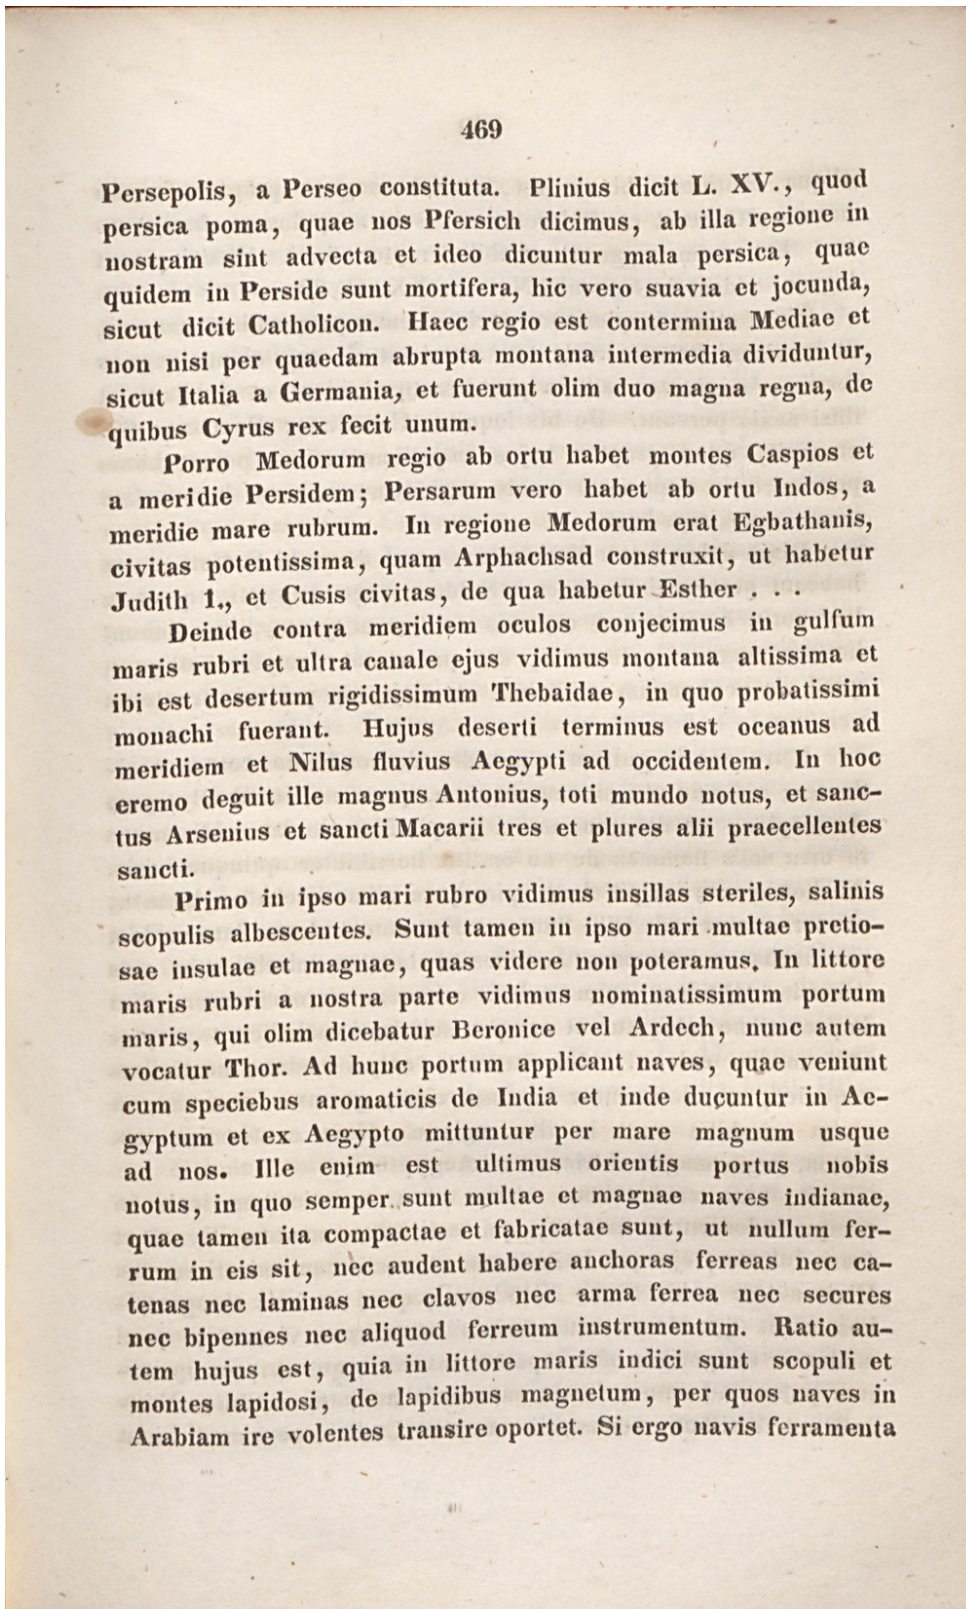 469
Persepolis, a Perseo constituta. Plinius dicit L. XV., quod
persica poma, quae nos Pfersich dicimus, ab illa regione in
nostram sint advecta et ideo dicuntur mala persica, quae
quidem in Perside sunt mortifera, hic vero suavia et jocunda,
sicut dicit Catholicon. Haec regio est contermina Mediae et
non nisi per quaedam abrupta montana intermedia dividuntur,
sicut Italia a Germania, et fuerunt olim duo magna regna, de
quibus Cyrus rex fecit unum.
Porro Medorum regio ab ortu habet montes Caspios et
a meridie Persidem; Persarum vero habet ab ortu Indos, a
meridie mare rubrum. In regione Medorum erat Egbathanis,
civitas potentissima, quam Arphachsad construxit, ut habetur
Judith 1., et Cusis civitas, de qua habetur Esther . . .
Deinde contra meridiem oculos conjecimus in gulfum
maris rubri et ultra canale ejus vidimus montana altissima et
ibi est desertum rigidissimum Thebaidae, in quo probatissimi
monachi fuerant. Hujus deserti terminus est oceanus ad
meridiem et Nilus fluvius Aegypti ad occidentem. In hoc
eremo deguit ille magnus Antonius, toti mundo notus, et sanc-
tus Arsenius et sancti Macarii tres et plures alii praecellentes
sancti.
Primo in ipso mari rubro vidimus insillas steriles, salinis
scopulis albescentes. Sunt tamen in ipso mari multae pretio-
sae insulae et magnae, quas videre non poteramus. In littore
maris rubri a nostra parte vidimus nominatissimum portum
maris, qui olim dicebatur Beronice vel Ardech, nunc autem
vocatur Thor. Ad hunc portum applicant naves, quae veniunt
cum speciebus aromaticis de India et inde ducuntur in Ae-
gyptum et ex Aegypto mittuntur per mare magnum usque
ad nos. Ille enim est ultimus orientis portus nobis
notus, in quo semper sunt multae et magnae naves indianae,
quae tamen ita compactae et fabricatae sunt, ut nullum fer-
rum in eis sit, nec audent habere anchoras ferreas nec ca-
tenas nec laminas nec clavos nec arma ferrea nec secures
nec bipennes nec aliquod ferreum instrumentum. Ratio au-
tem hujus est, quia in littore maris indici sunt scopuli et
montes lapidosi, de lapidibus magnetum, per quos naves in
Arabiam ire volentes transire oportet. Si ergo navis ferramenta